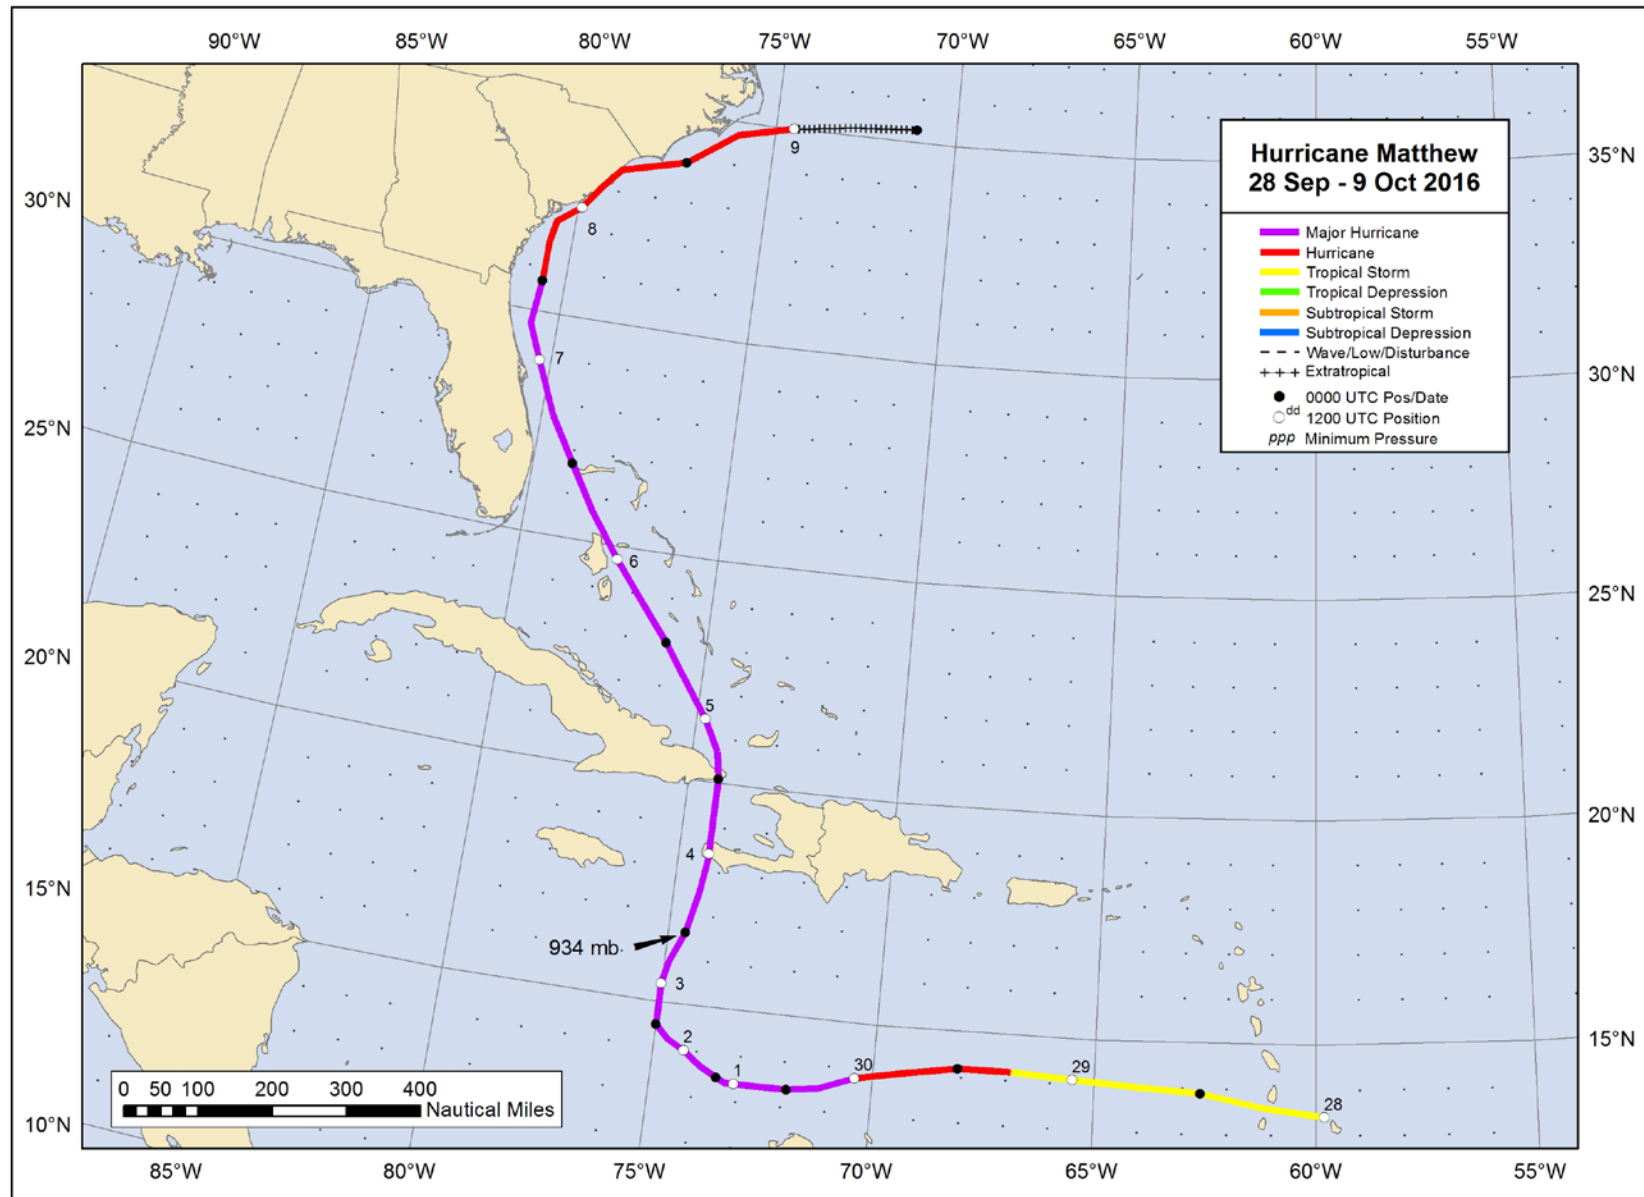 90°W 85°W 80°W 75°W 70°W 65°W 60°W 55°W
Hurricane Matthew
28 Sep - 9 Oct 2016
Major Hurricane
Hurricane
Tropical Storm
Tropical Depression
Subtropical Storm
Subtropical Depression
Wave/Low/Disturbance
Extratropical
0000 UTC Pos/Date
dd
1200 UTC Position
ppp Minimum Pressure
9
35°N
30°N
8
7
30°N
25°N
6
25°N
20°N
5
20°N
4
15°N
934 mb
3
15°N
2
1
30
29
28
0 50 100 200 300 400
Nautical Miles
10°N
85°W 80°W 75°W 70°W 65°W 60°W 55°W